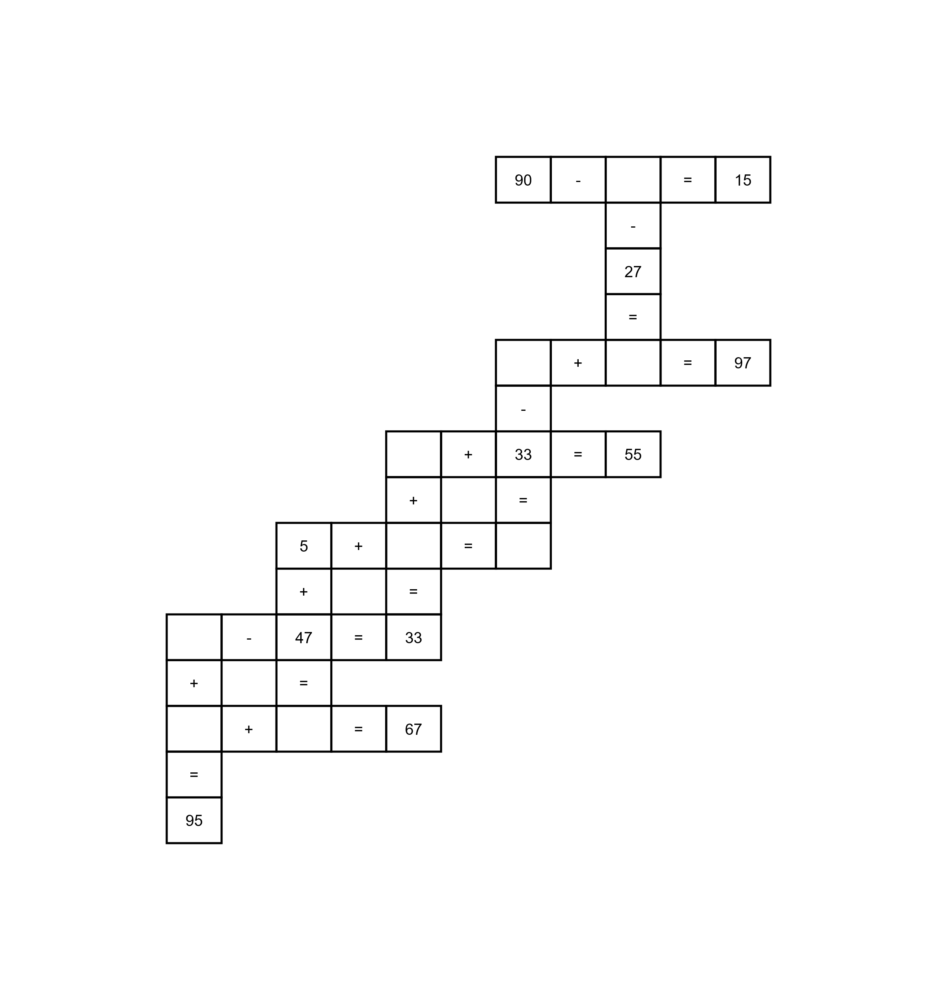 90 - = 15
-
27
=
+ = 97
-
+ 33 = 55
+ =
5 + =
+ =
- 47 = 33
+ =
+ = 67
=
95